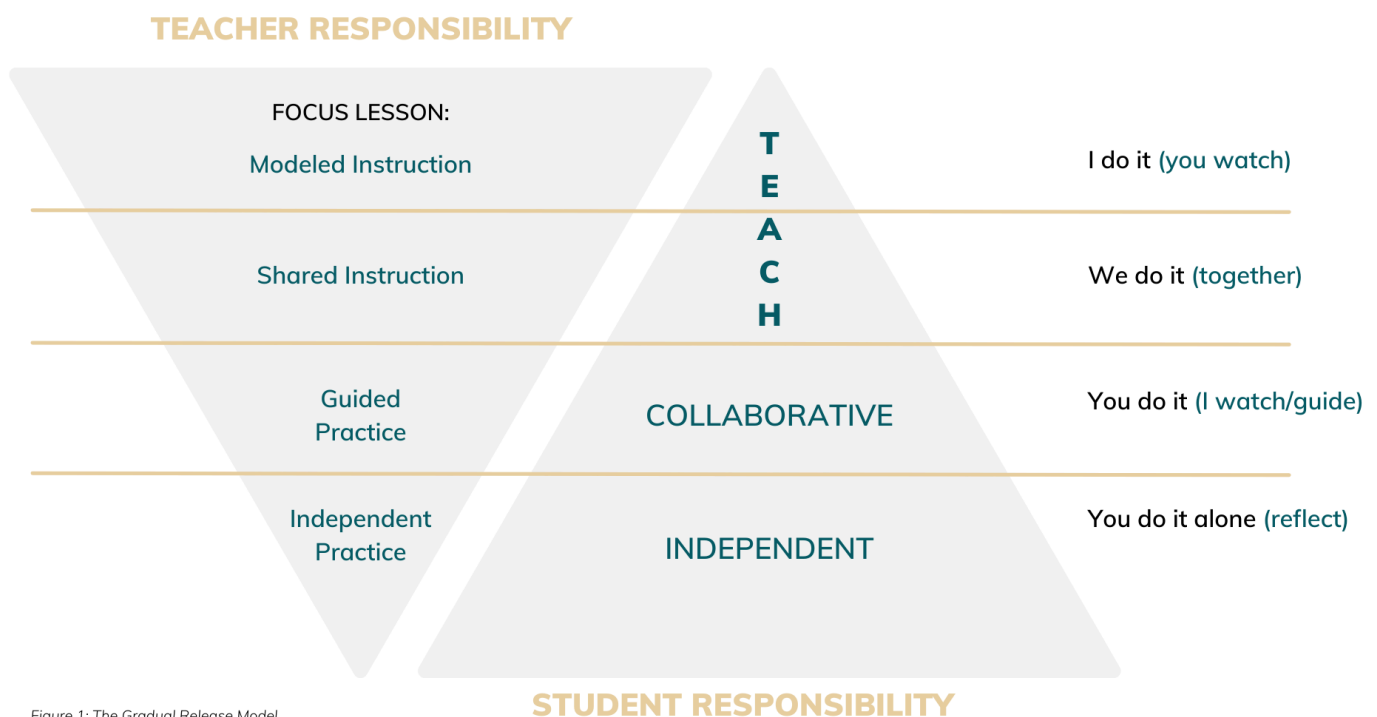 TEACHER RESPONSIBILITY
FOCUS LESSON:
Modeled Instruction
T
E
A
C
H
I do it (you watch)
Shared Instruction
We do it (together)
Guided
Practice
COLLABORATIVE
You do it (I watch/guide)
Independent
Practice
INDEPENDENT
You do it alone (reflect)
STUDENT RESPONSIBILITY
Figure 1: The Gradual Release Model